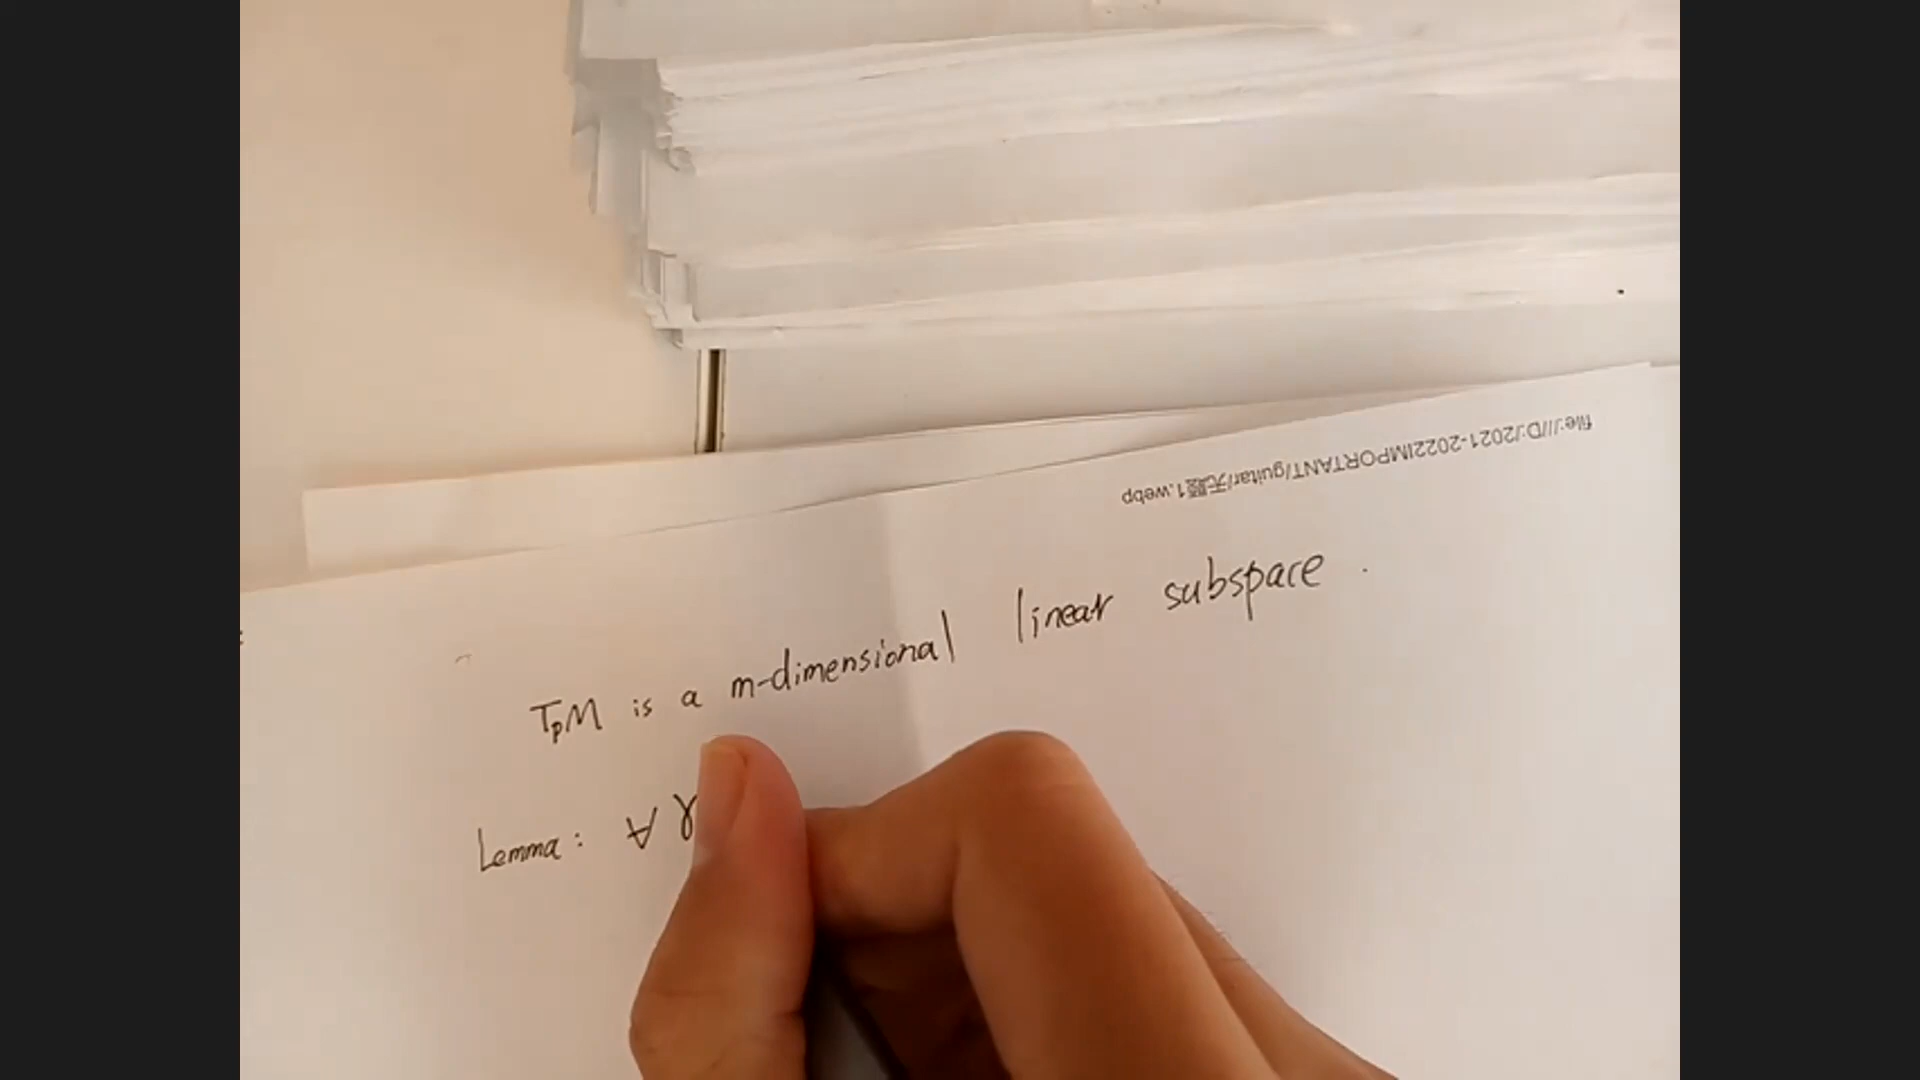 file:///D:/2021-2022IMPORTANT/guitar/无题1.webp
TpM is a m-dimensional linear subspace.
Lemma: ∀ γ